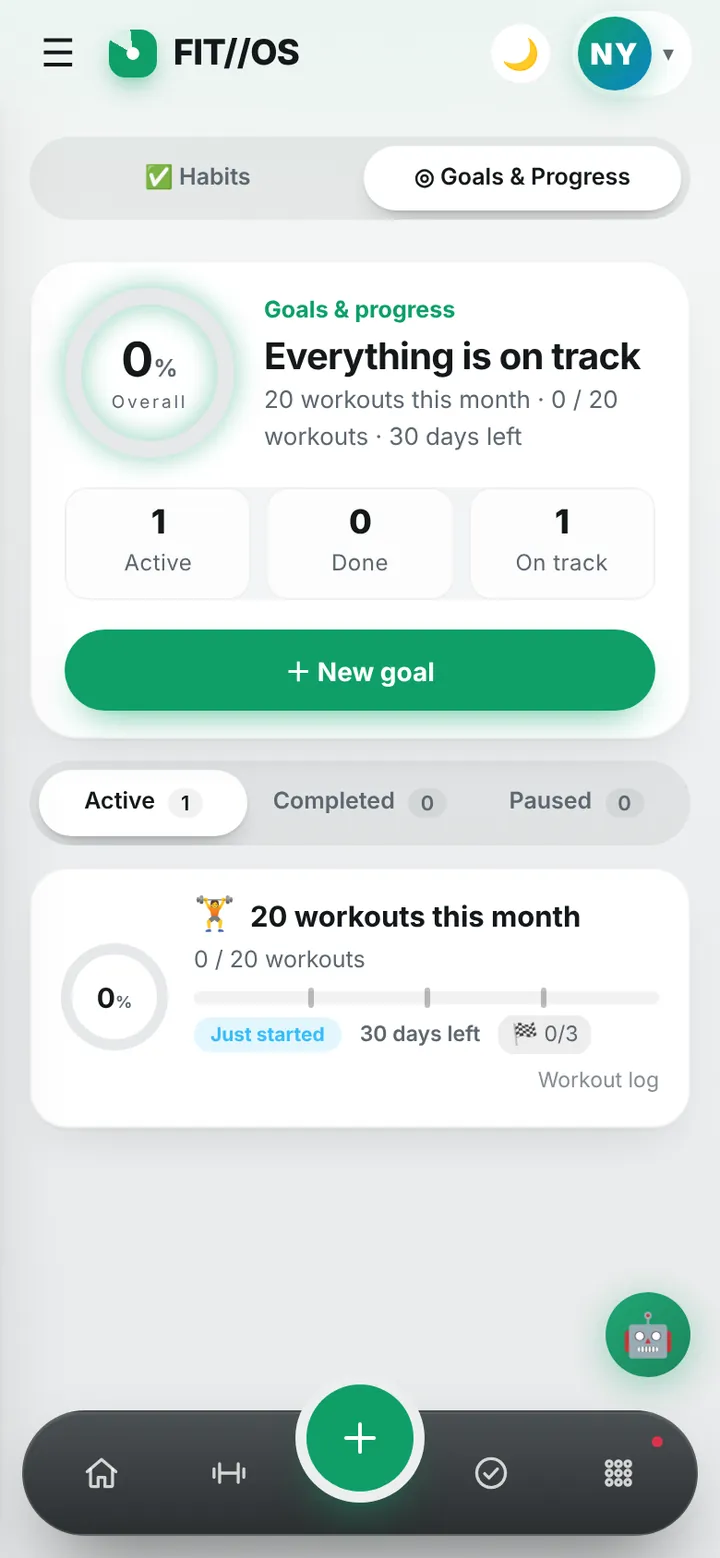 FIT//OS
NY
Habits
Goals & Progress
0%
Overall
Goals & progress
Everything is on track
20 workouts this month · 0 / 20
workouts · 30 days left
1
Active
0
Done
1
On track
+ New goal
Active 1
Completed 0
Paused 0
20 workouts this month
0 / 20 workouts
0%
Just started
30 days left
0/3
Workout log